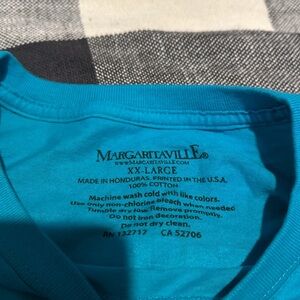 MARGARITAVILLE®
WWW.MARGARITAVILLE.COM
XX-LARGE
MADE IN HONDURAS. PRINTED IN THE U.S.A.
100% COTTON
Machine wash cold with like colors.
Use only non-chlorine bleach when needed
Tumble dry low. Remove promptly.
Do not iron decoration.
Do not dry clean.
RN 132717 CA 52706